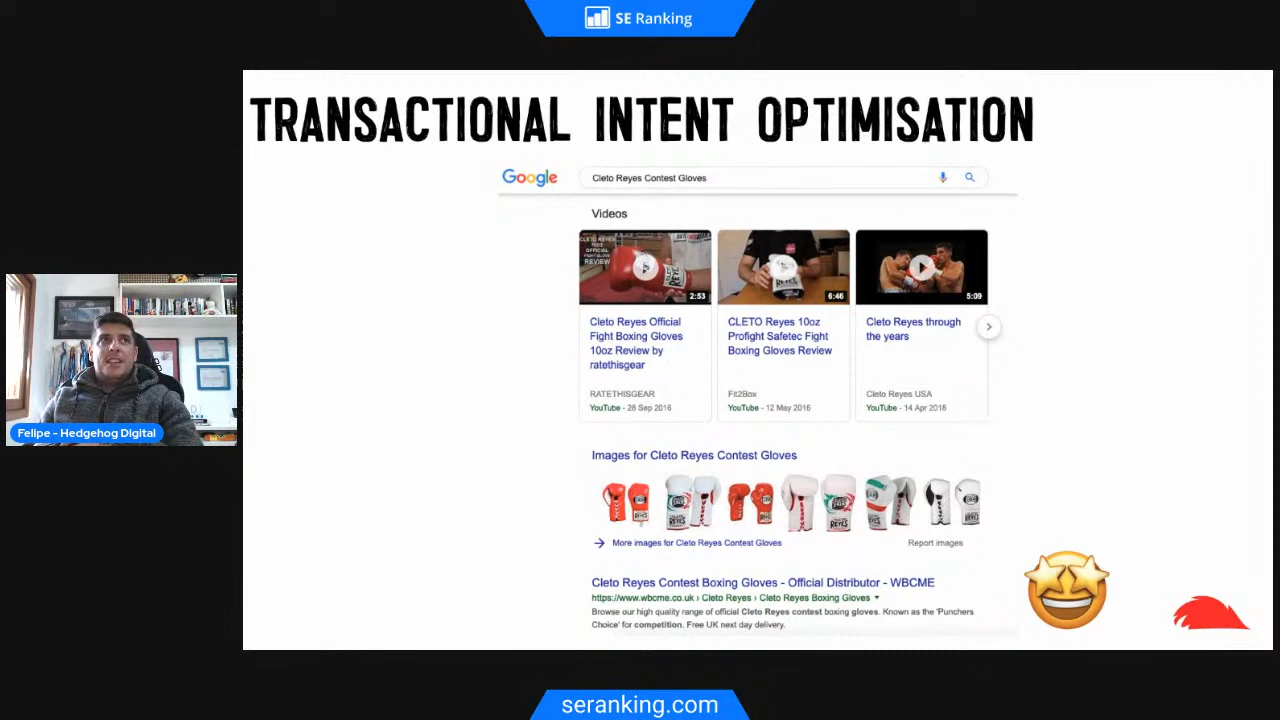 SE Ranking
TRANSACTIONAL INTENT OPTIMISATION
Google
Cleto Reyes Contest Gloves
Videos
CLETO REYES
OFFICIAL
FIGHT GLOVE
REVIEW
2:53
6:46
5:09
Cleto Reyes Official
Fight Boxing Gloves
10oz Review by
ratethisgear
RATETHISGEAR
YouTube - 28 Sep 2016
CLETO Reyes 10oz
Profight Safetec Fight
Boxing Gloves Review
Fit2Box
YouTube - 12 May 2016
Cleto Reyes through
the years
Cleto Reyes USA
YouTube - 14 Apr 2018
Images for Cleto Reyes Contest Gloves
More images for Cleto Reyes Contest Gloves
Report images
Cleto Reyes Contest Boxing Gloves - Official Distributor - WBCME
https://www.wbcme.co.uk › Cleto Reyes › Cleto Reyes Boxing Gloves
Browse our high quality range of official Cleto Reyes contest boxing gloves. Known as the 'Punchers
Choice' for competition. Free UK next day delivery.
Felipe - Hedgehog Digital
seranking.com